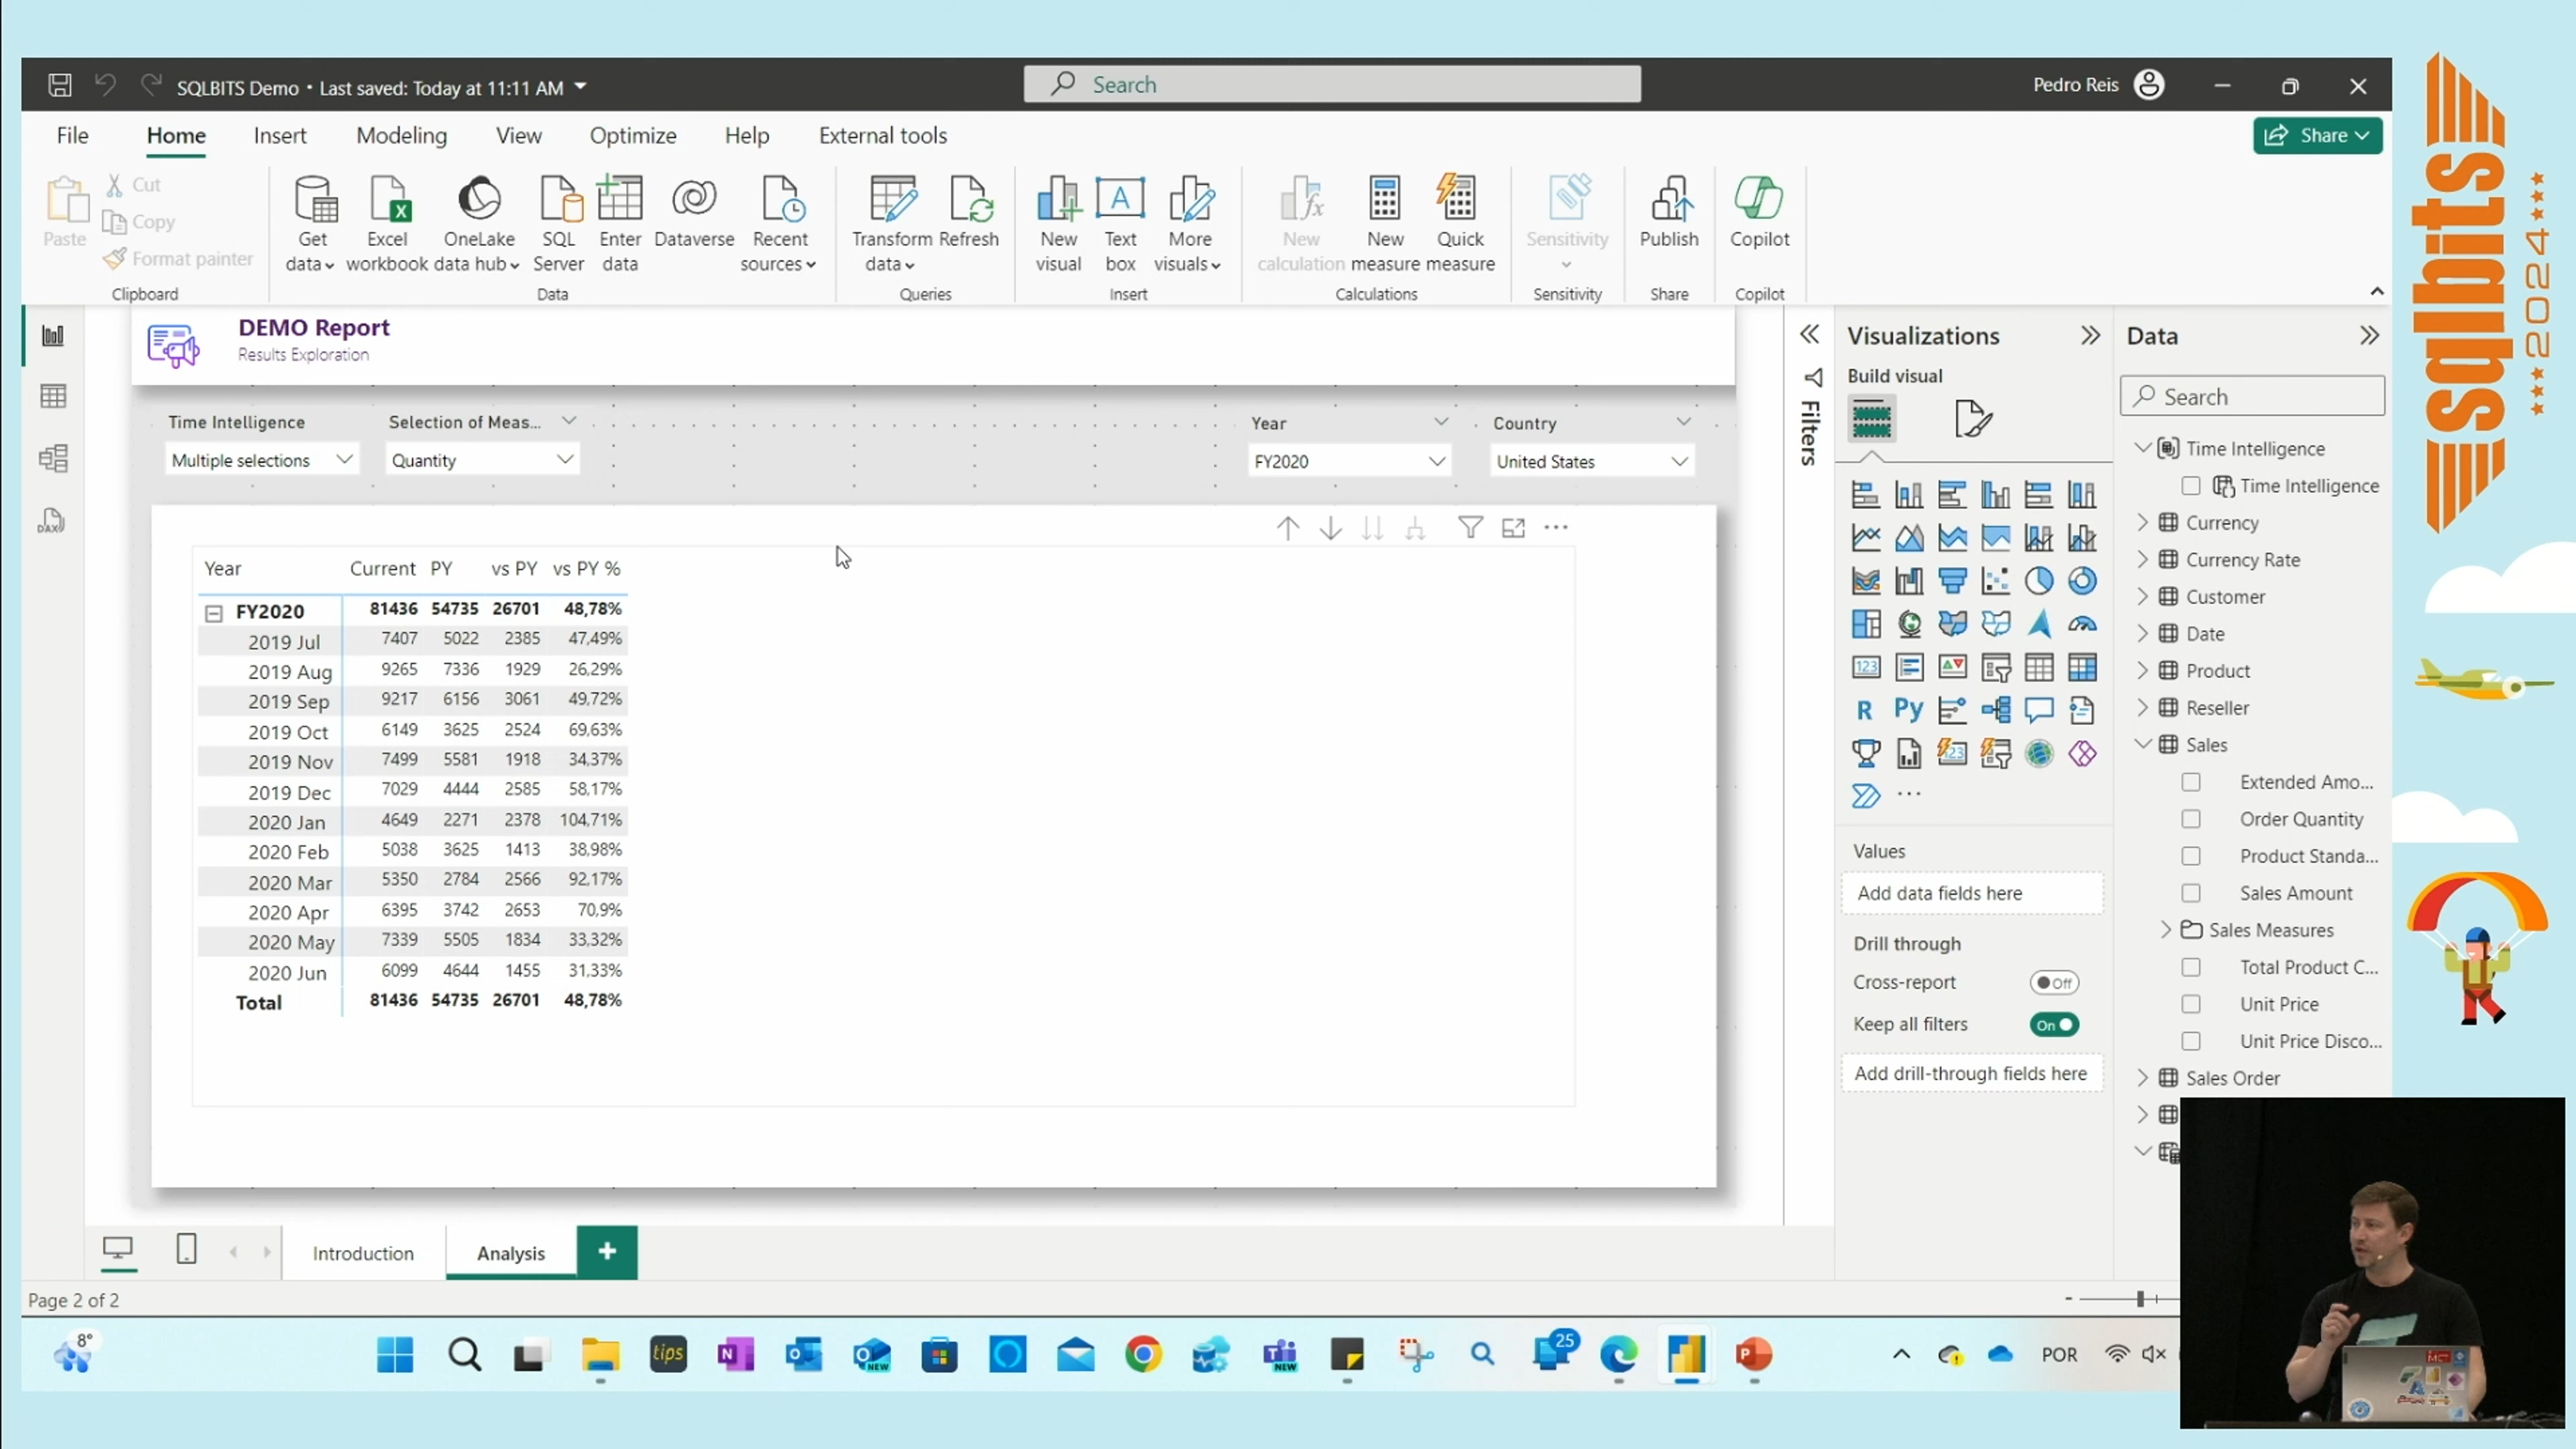 SQLBITS Demo • Last saved: Today at 11:11 AM
Search
Pedro Reis
File Home Insert Modeling View Optimize Help External tools
Share
Paste
Cut
Copy
Format painter
Clipboard
Get data
Excel workbook
OneLake data hub
SQL Server
Enter data
Dataverse
Recent sources
Data
Transform data
Refresh
Queries
New visual
Text box
More visuals
Insert
New calculation
New measure
Quick measure
Calculations
Sensitivity
Sensitivity
Publish
Share
Copilot
Copilot
DEMO Report
Results Exploration
Time Intelligence
Multiple selections
Selection of Meas...
Quantity
Year
FY2020
Country
United States
Year Current PY vs PY vs PY %
FY2020 81436 54735 26701 48,78%
2019 Jul 7407 5022 2385 47,49%
2019 Aug 9265 7336 1929 26,29%
2019 Sep 9217 6156 3061 49,72%
2019 Oct 6149 3625 2524 69,63%
2019 Nov 7499 5581 1918 34,37%
2019 Dec 7029 4444 2585 58,17%
2020 Jan 4649 2271 2378 104,71%
2020 Feb 5038 3625 1413 38,98%
2020 Mar 5350 2784 2566 92,17%
2020 Apr 6395 3742 2653 70,9%
2020 May 7339 5505 1834 33,32%
2020 Jun 6099 4644 1455 31,33%
Total 81436 54735 26701 48,78%
DAX
Filters
Visualizations
Build visual
123
R Py
123
Values
Add data fields here
Drill through
Cross-report
Off
Keep all filters
On
Add drill-through fields here
Data
Search
Time Intelligence
Time Intelligence
Currency
Currency Rate
Customer
Date
Product
Reseller
Sales
Extended Amo...
Order Quantity
Product Standa...
Sales Amount
Sales Measures
Total Product C...
Unit Price
Unit Price Disco...
Sales Order
Introduction
Analysis
Page 2 of 2
8°
tips
NEW
NEW
25
POR
sqlbits
2024